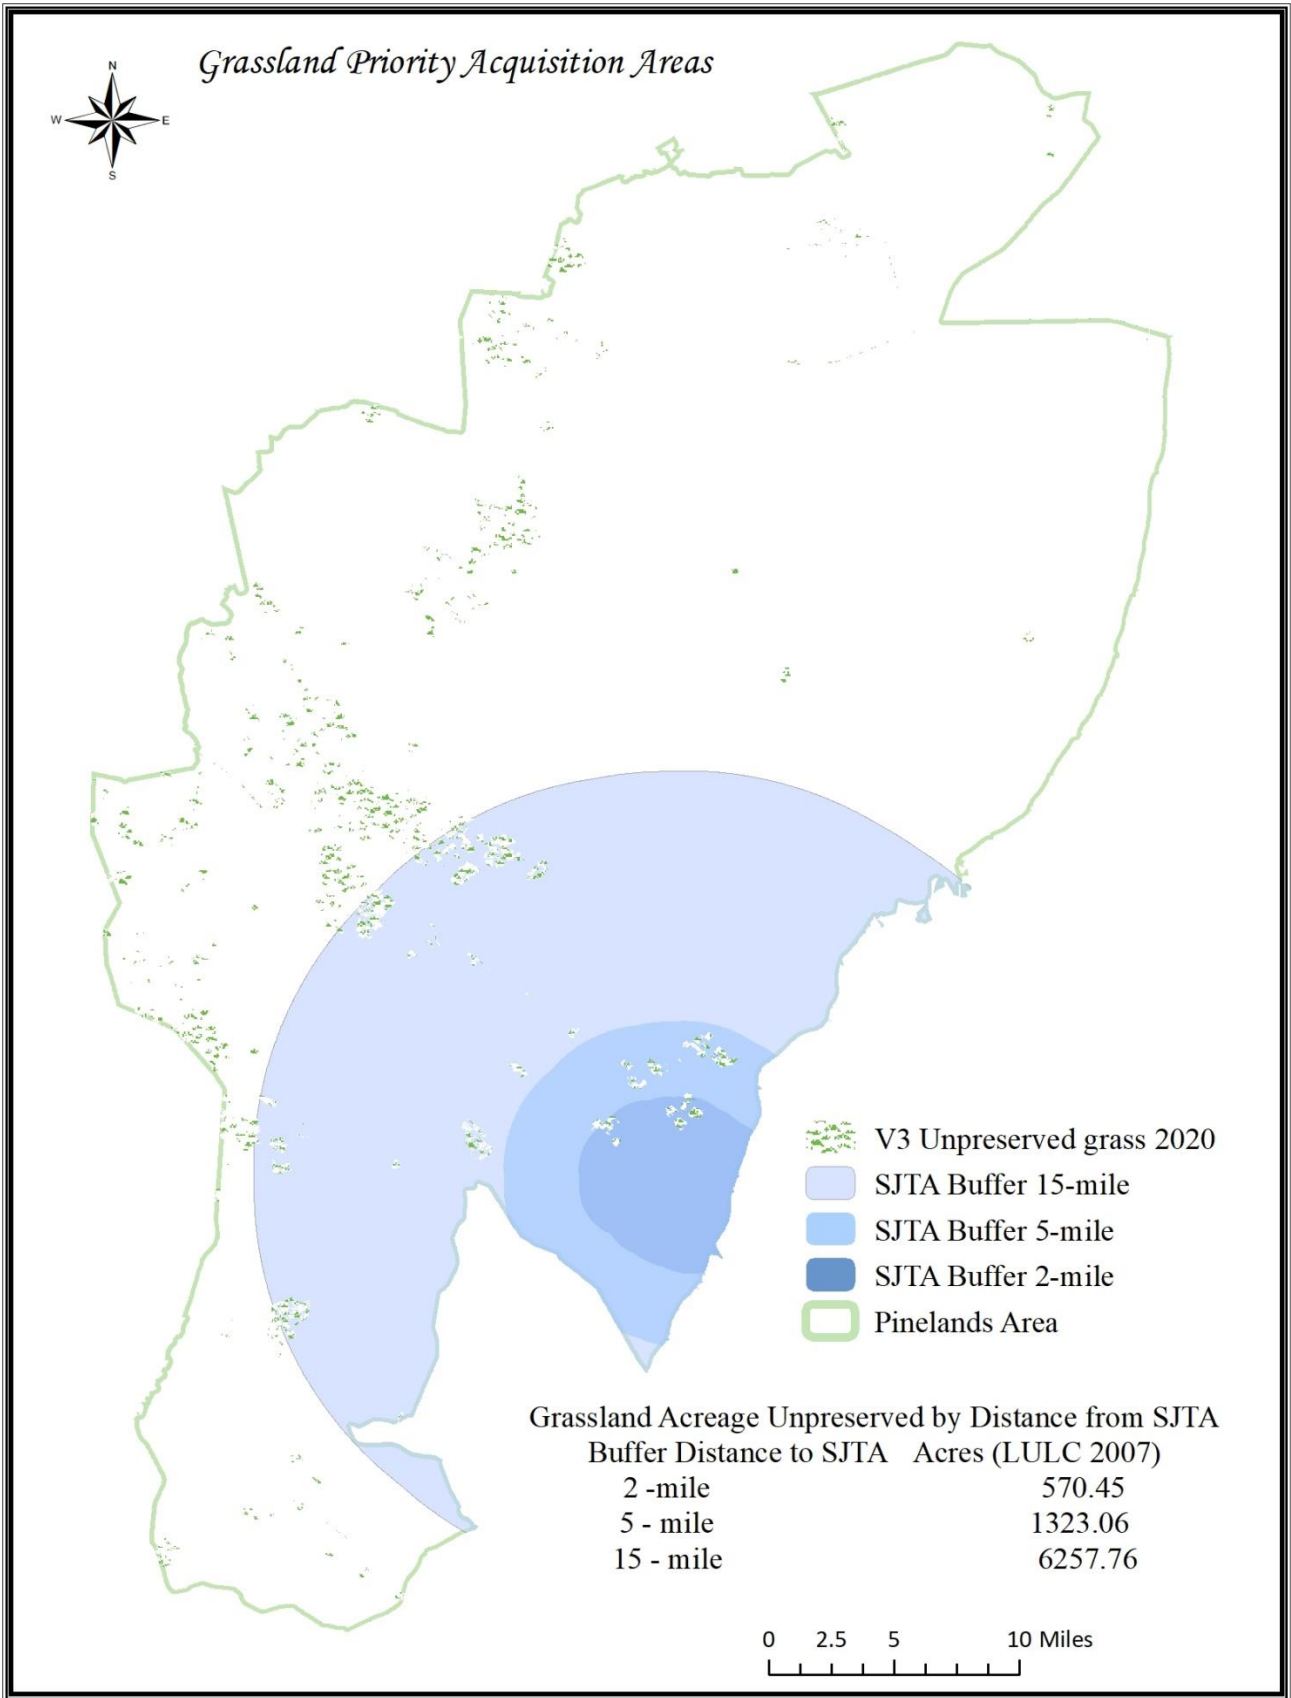 Grassland Priority Acquisition Areas
N
W E
S
V3 Unpreserved grass 2020
SJTA Buffer 15-mile
SJTA Buffer 5-mile
SJTA Buffer 2-mile
Pinelands Area
Grassland Acreage Unpreserved by Distance from SJTA
Buffer Distance to SJTA Acres (LULC 2007)
2 -mile 570.45
5 - mile 1323.06
15 - mile 6257.76
0 2.5 5 10 Miles